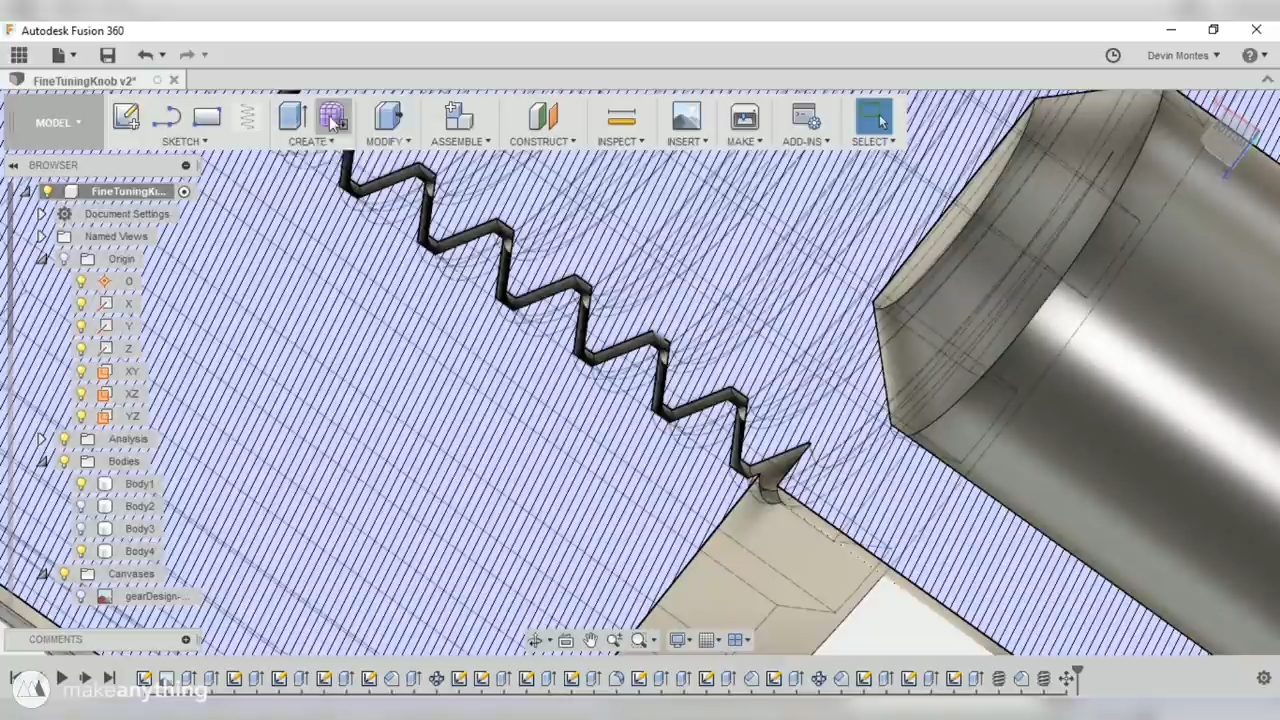 Autodesk Fusion 360
Devin Montes
FineTuningKnob v2*
MODEL
SKETCH
CREATE
MODIFY
ASSEMBLE
CONSTRUCT
INSPECT
INSERT
MAKE
ADD-INS
SELECT
BROWSER
FineTuningKn...
Document Settings
Named Views
Origin
O
X
Y
Z
XY
XZ
YZ
Analysis
Bodies
Body1
Body2
Body3
Body4
Canvases
gearDesign-...
COMMENTS
makeanything